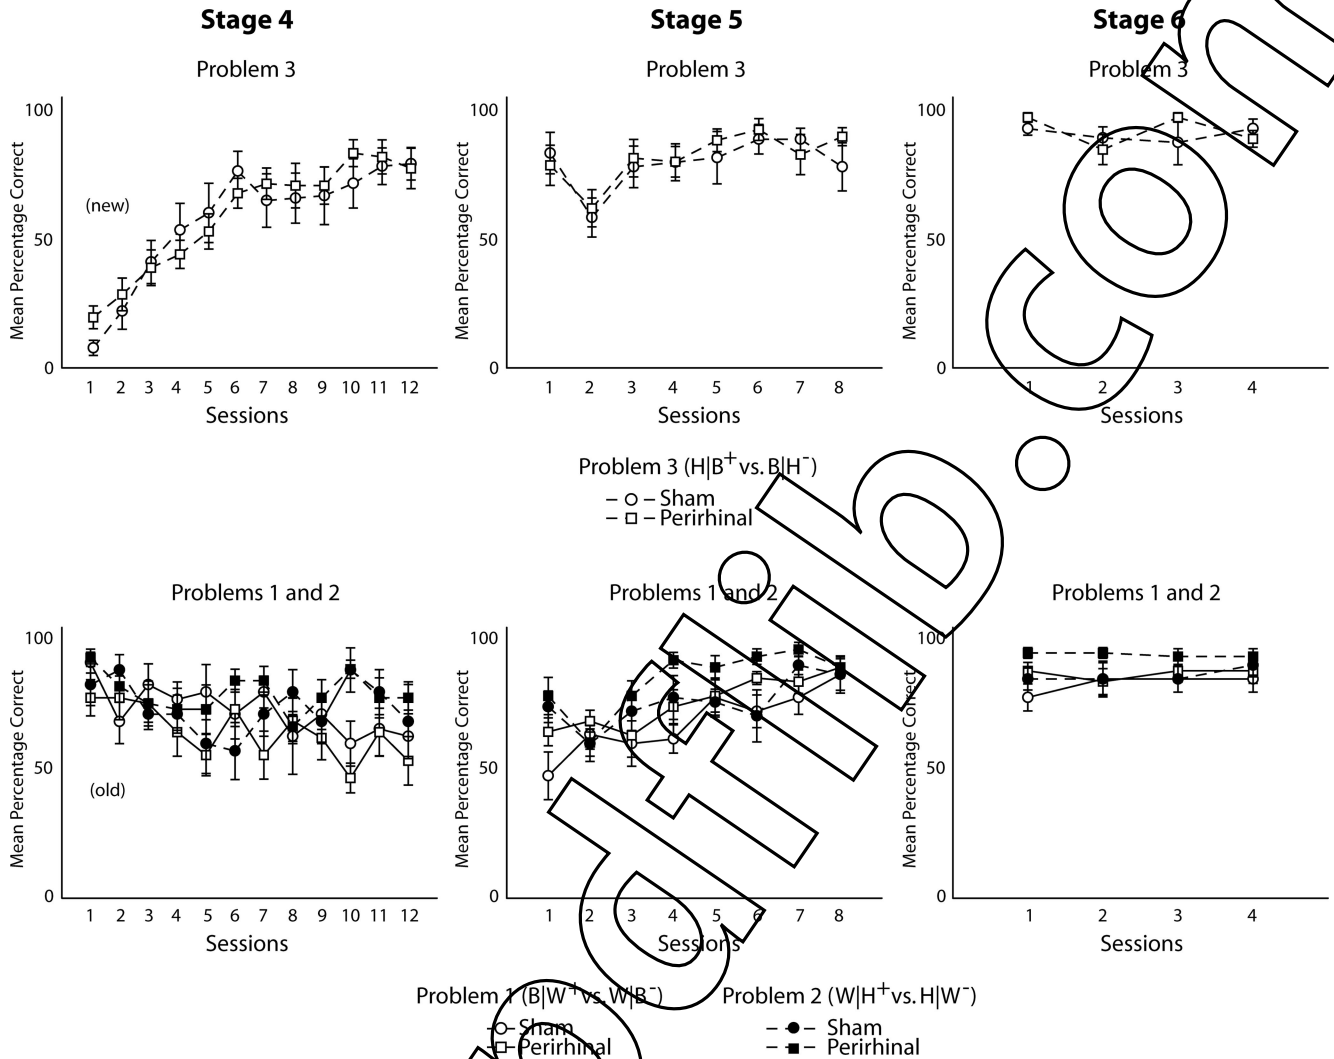 Stage 4 Stage 5 Stage 6
Problem 3 Problem 3 Problem 3
100 100 100
Mean Percentage Correct Mean Percentage Correct Mean Percentage Correct
(new)
50 50 50
0 0 0
1 2 3 4 5 6 7 8 9 10 11 12 1 2 3 4 5 6 7 8 1 2 3 4
Sessions Sessions Sessions
Problem 3 (H|B+ vs. B|H-)
Sham
Perirhinal
Problems 1 and 2 Problems 1 and 2 Problems 1 and 2
100 100 100
Mean Percentage Correct Mean Percentage Correct Mean Percentage Correct
50 50 50
(old)
0 0 0
1 2 3 4 5 6 7 8 9 10 11 12 1 2 3 4 5 6 7 8 1 2 3 4
Sessions Sessions Sessions
Problem 1 (B|W+ vs. W|B-) Problem 2 (W|H+ vs. H|W-)
Sham Sham
Perirhinal Perirhinal